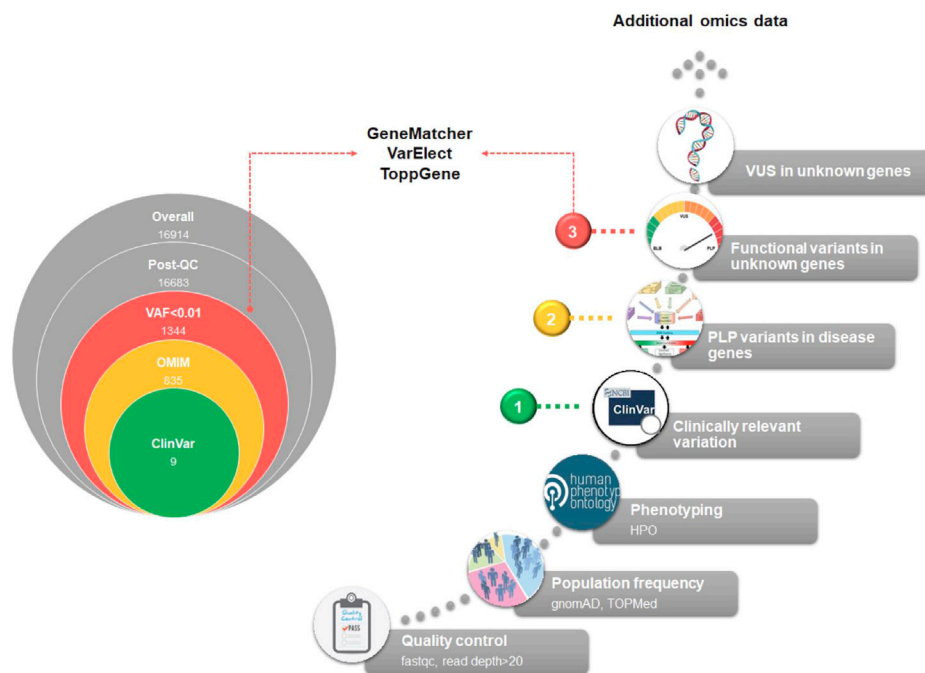 Additional omics data
GeneMatcher
VarElect
ToppGene
Overall
16914
Post-QC
16683
VAF<0.01
1344
OMIM
835
ClinVar
9
VUS in unknown genes
3
VUS
BLB
PLP
Functional variants in
unknown genes
2
PLP variants in disease
genes
1
NCBI
ClinVar
Clinically relevant
variation
human
phenotype
ontology
Phenotyping
HPO
Population frequency
gnomAD, TOPMed
Quality
Control
PASS
Quality control
fastqc, read depth>20